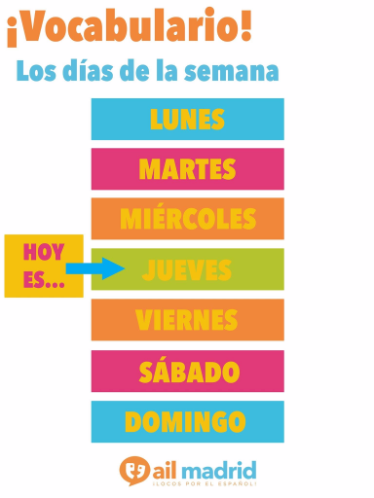 ¡Vocabulario!
Los días de la semana
LUNES
MARTES
MIÉRCOLES
HOY
ES...
JUEVES
VIERNES
SÁBADO
DOMINGO
ail madrid
¡LOCOS POR EL ESPAÑOL!